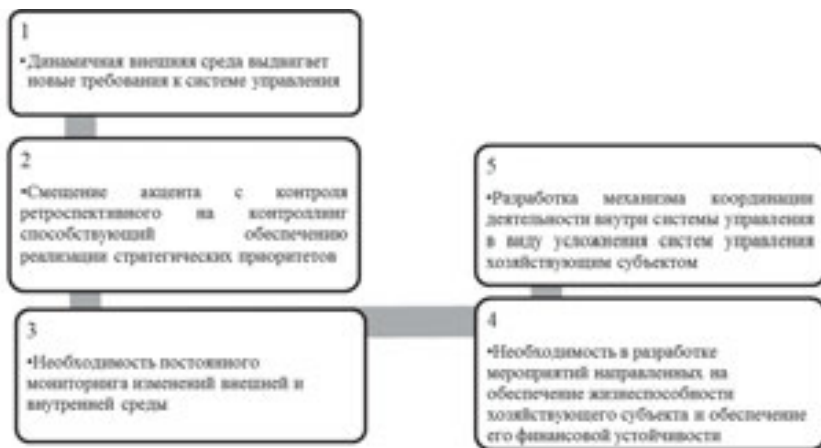 1
•Динамичная внешняя среда выдвигает
новые требования к системе управления
2
•Смещение акцента с контроля
ретроспективного на контроллинг
способствующий обеспечению
реализации стратегических приоритетов
3
•Необходимость постоянного
мониторинга изменений внешней и
внутренней среды
4
•Необходимость в разработке
мероприятий направленных на
обеспечение жизнеспособности
хозяйствующего субъекта и обеспечение
его финансовой устойчивости
5
•Разработка механизма координации
деятельности внутри системы управления
в виду усложнения систем управления
хозяйствующим субъектом